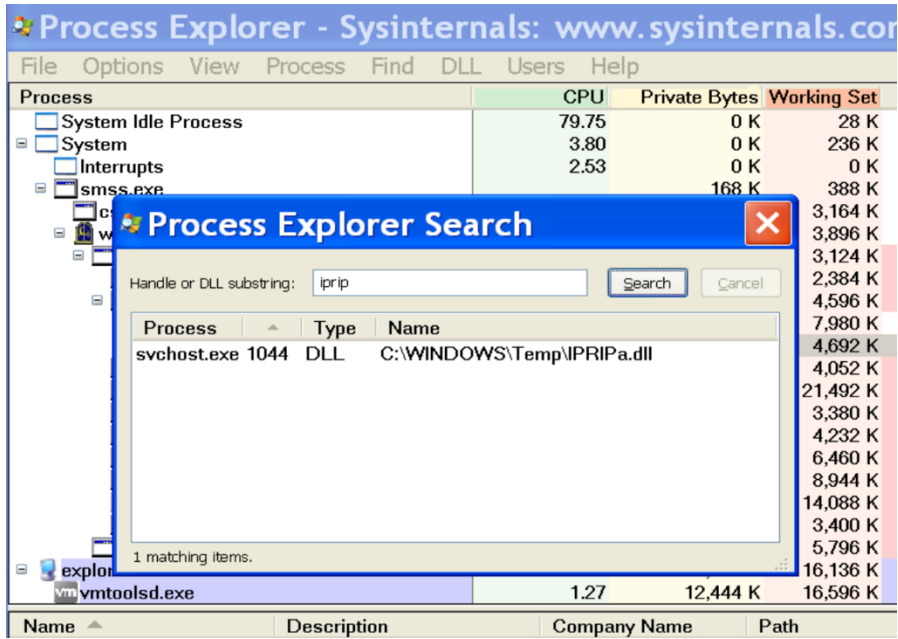 Process Explorer - Sysinternals: www.sysinternals.com
File Options View Process Find DLL Users Help
Process CPU Private Bytes Working Set
System Idle Process 79.75 0 K 28 K
System 3.80 0 K 236 K
Interrupts 2.53 0 K 0 K
smss.exe 168 K 388 K
3,164 K
3,896 K
3,124 K
2,384 K
4,596 K
7,980 K
4,692 K
4,052 K
21,492 K
3,380 K
4,232 K
6,460 K
8,944 K
14,088 K
3,400 K
5,796 K
explor 16,136 K
vmtoolsd.exe 1.27 12,444 K 16,596 K
Process Explorer Search
Handle or DLL substring: iprip Search Cancel
Process Type Name
svchost.exe 1044 DLL C:\WINDOWS\Temp\IPRIPa.dll
1 matching items.
Name Description Company Name Path